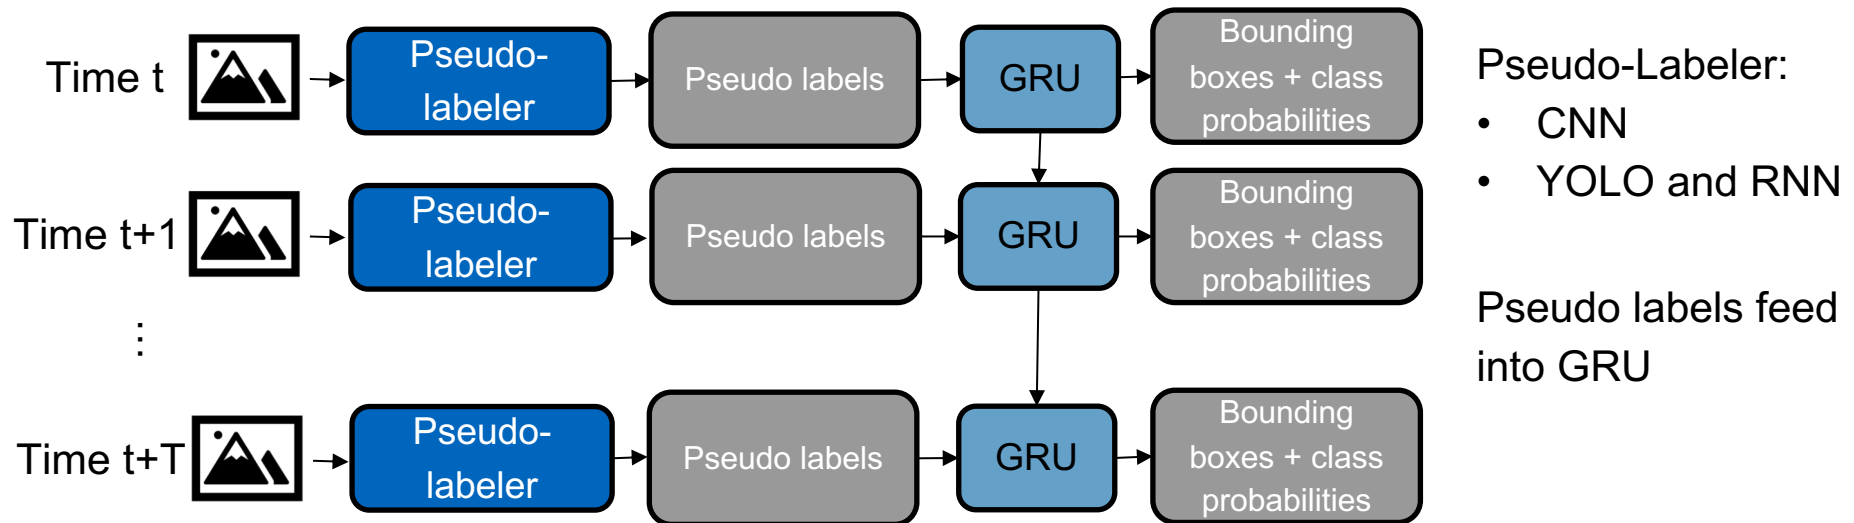 Time t
Pseudo-
labeler
Pseudo labels
GRU
Bounding
boxes + class
probabilities
Time t+1
Pseudo-
labeler
Pseudo labels
GRU
Bounding
boxes + class
probabilities
⋮
Time t+T
Pseudo-
labeler
Pseudo labels
GRU
Bounding
boxes + class
probabilities
Pseudo-Labeler:
• CNN
• YOLO and RNN
Pseudo labels feed
into GRU